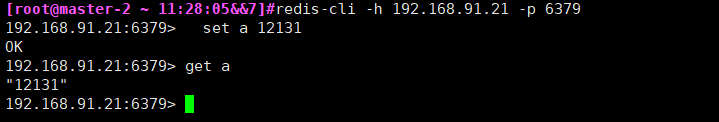 [root@master-2 ~ 11:28:05&&7]#redis-cli -h 192.168.91.21 -p 6379
192.168.91.21:6379>   set a 12131
OK
192.168.91.21:6379> get a
"12131"
192.168.91.21:6379>